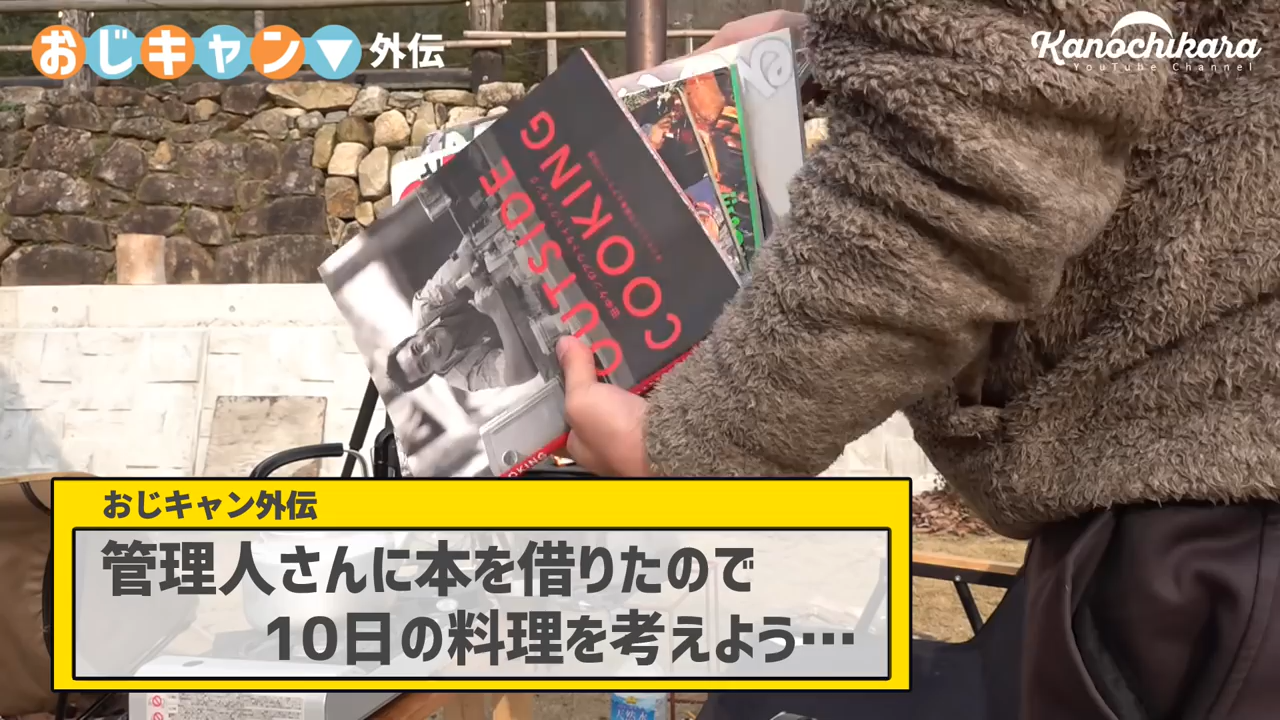 おじキャン▼外伝
Kanochikara
YouTube Channel
OUTSIDE
COOKING
おじキャン外伝
管理人さんに本を借りたので
10日の料理を考えよう…